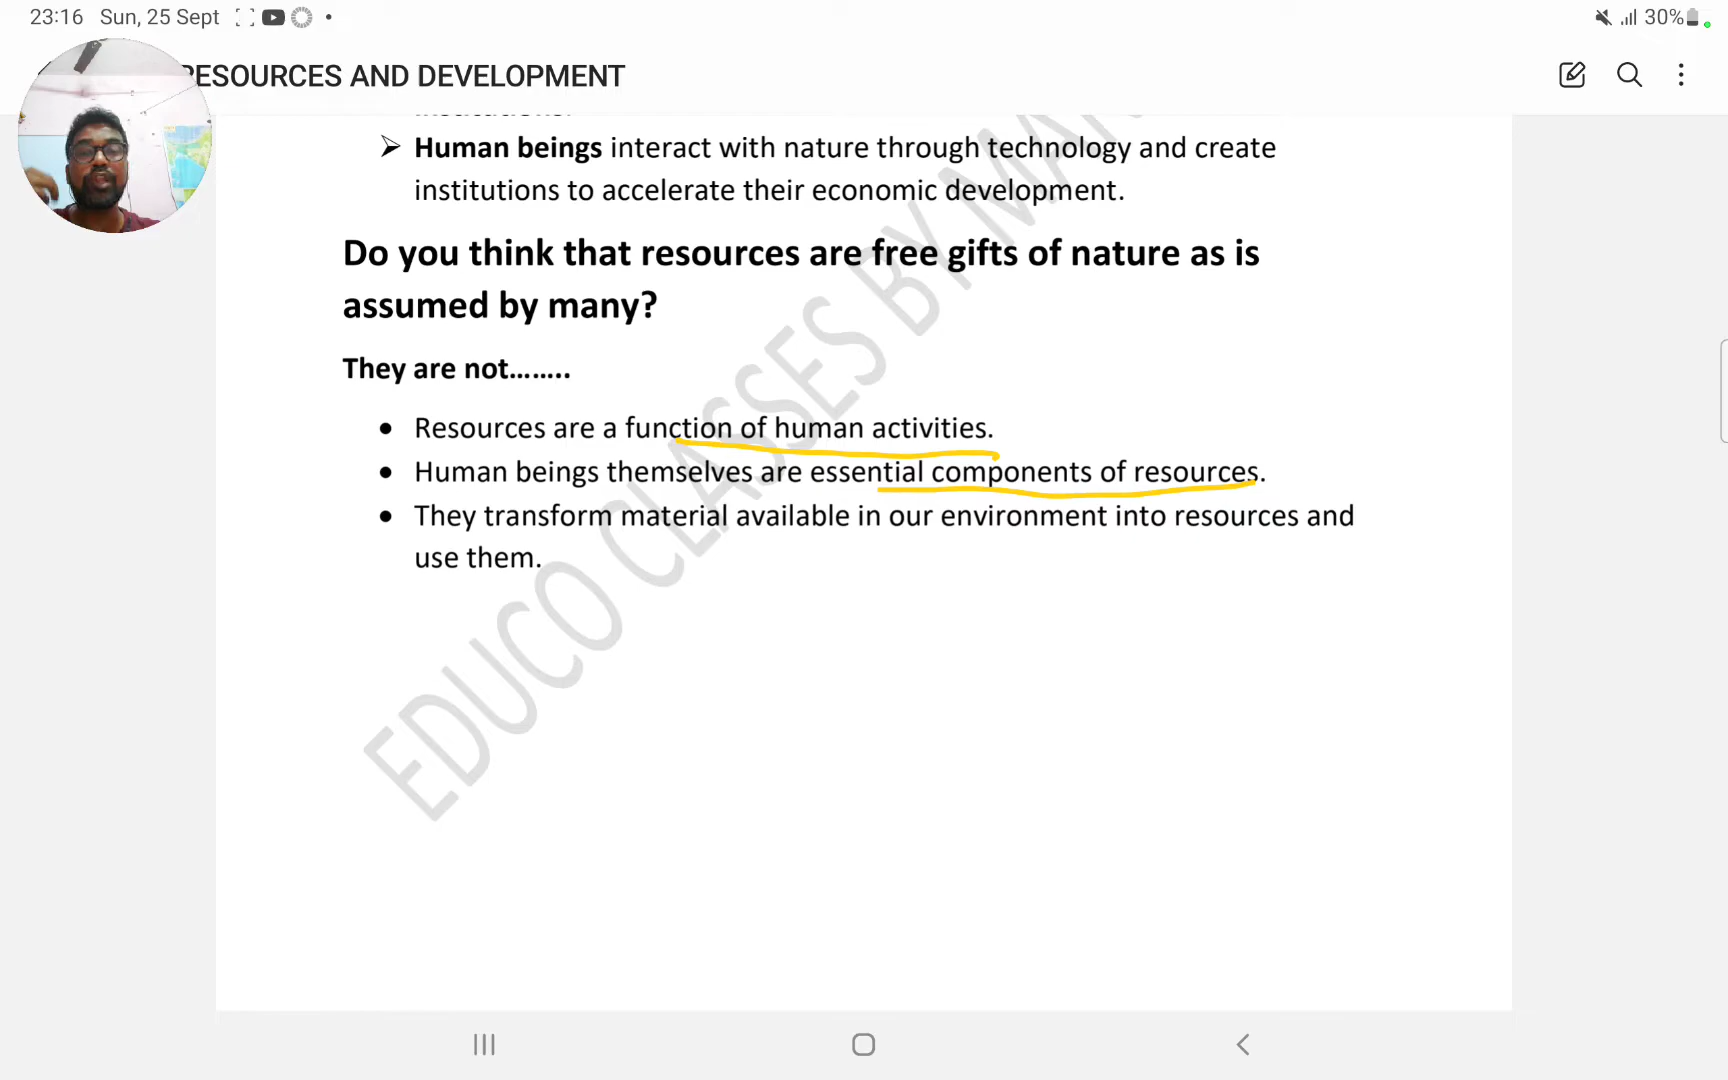 23:16 Sun, 25 Sept 30%
RESOURCES AND DEVELOPMENT
institutions.
➢ Human beings interact with nature through technology and create
institutions to accelerate their economic development.
Do you think that resources are free gifts of nature as is
assumed by many?
They are not........
• Resources are a function of human activities.
• Human beings themselves are essential components of resources.
• They transform material available in our environment into resources and
use them.
EDUCO CLASSES BY